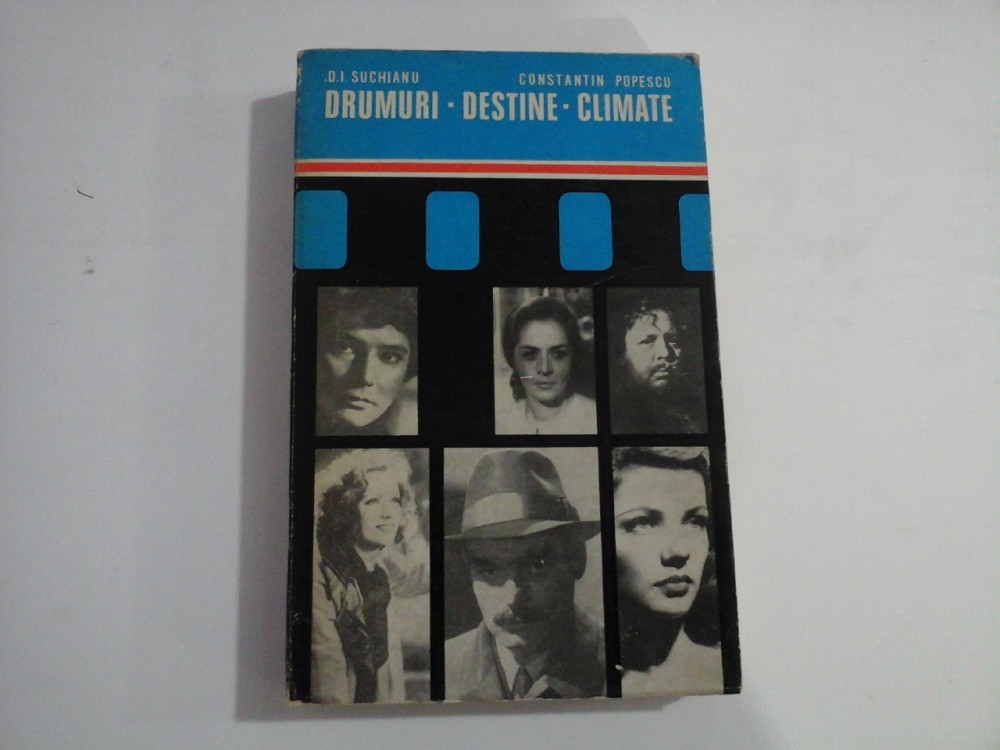 D.I. SUCHIANU CONSTANTIN POPESCU
DRUMURI · DESTINE · CLIMATE